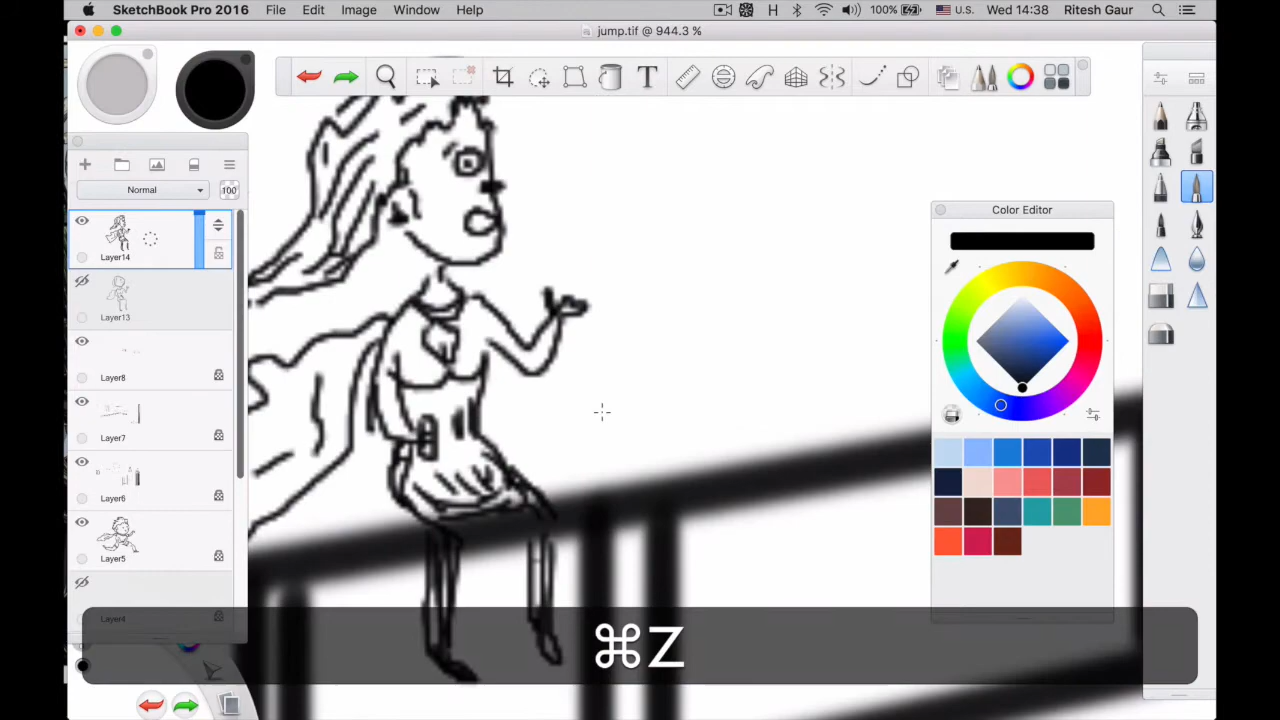 SketchBook Pro 2016 File Edit Image Window Help 100% U.S. Wed 14:38 Ritesh Gaur
jump.tif @ 944.3 %
Normal 100
Layer14
Layer13
Layer8
Layer7
Layer6
Layer5
Layer4
Color Editor
⌘Z